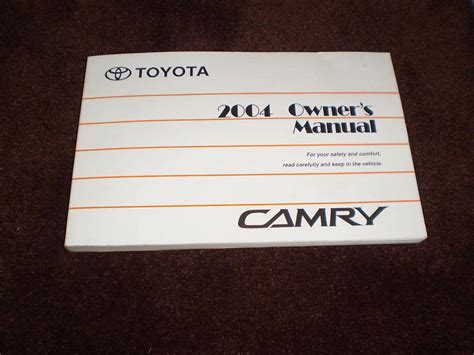 TOYOTA
2004 Owner's
Manual
For your safety and comfort,
read carefully and keep in the vehicle.
CAMRY